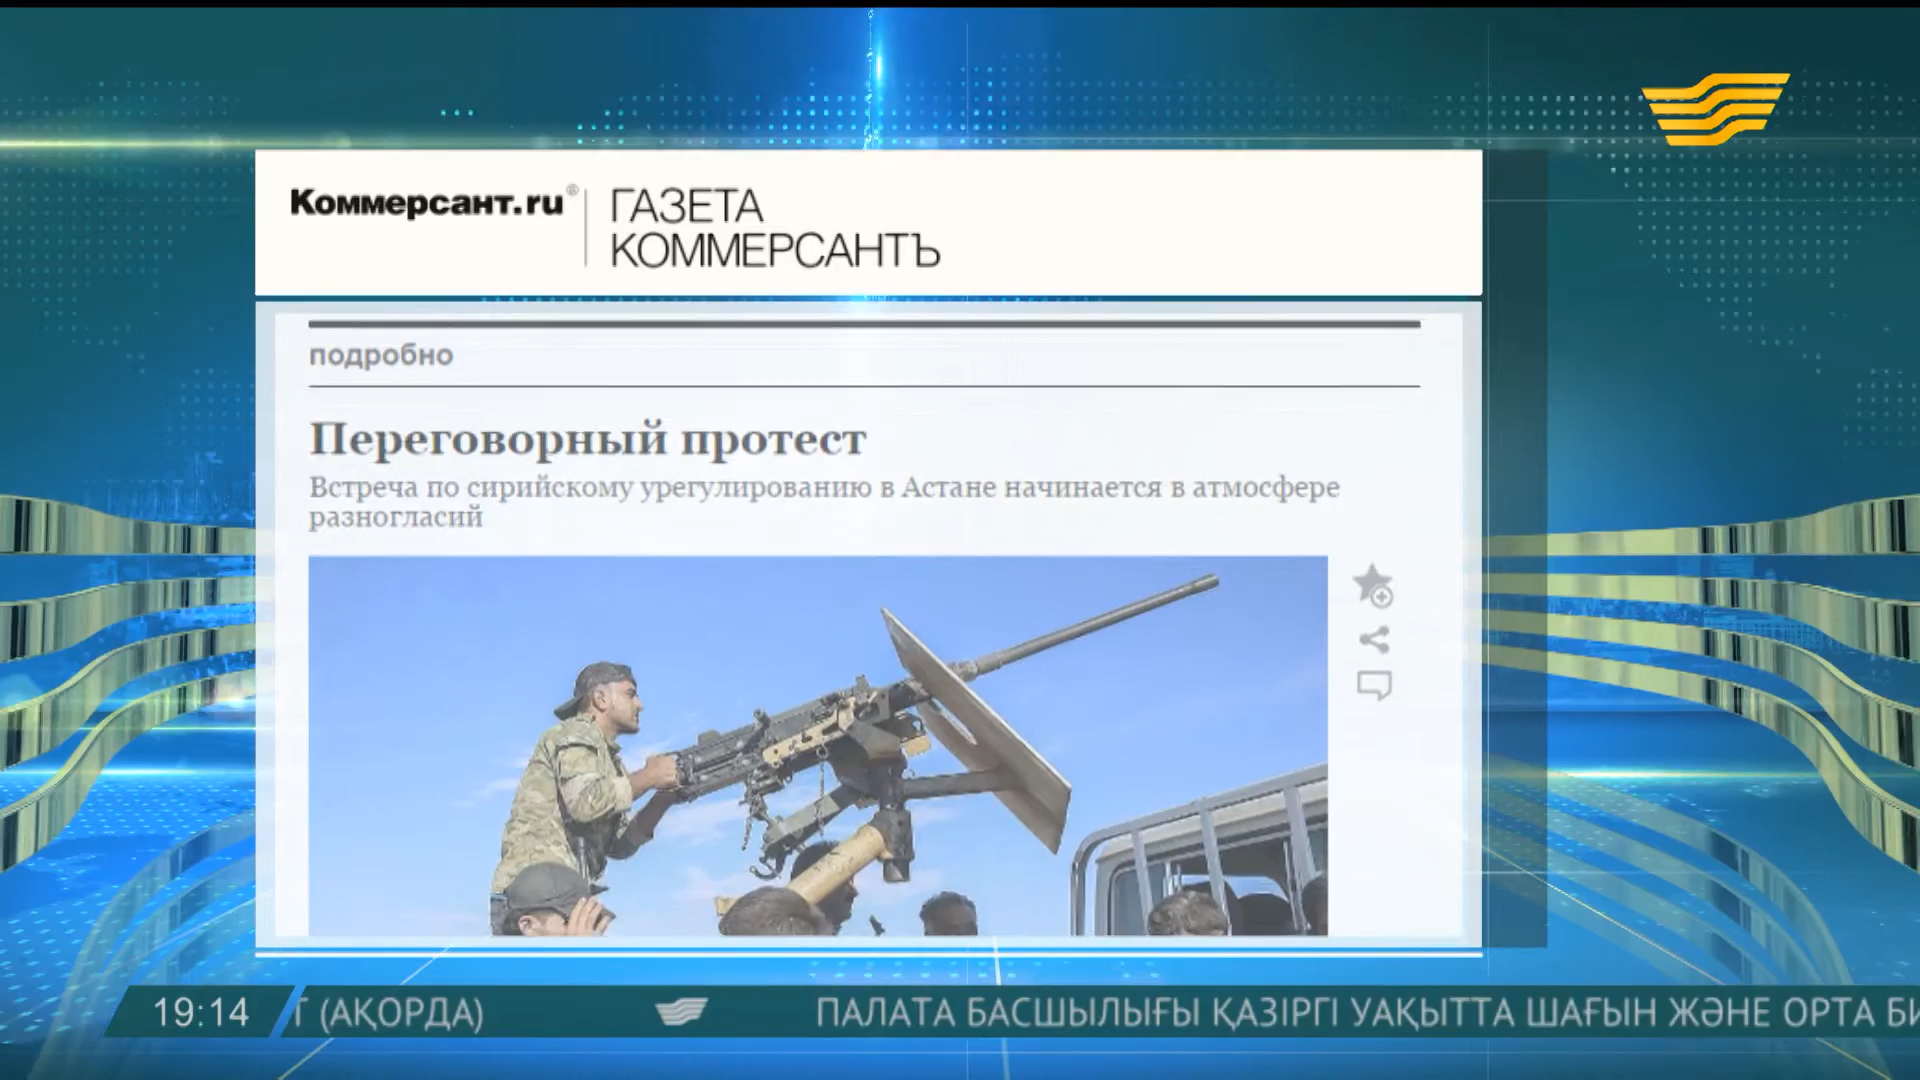 Коммерсант.ru®
ГАЗЕТА
КОММЕРСАНТЪ
подробно
Переговорный протест
Встреча по сирийскому урегулированию в Астане начинается в атмосфере
разногласий
19:14
Т (АҚОРДА)
ПАЛАТА БАСШЫЛЫҒЫ ҚАЗІРГІ УАҚЫТТА ШАҒЫН ЖӘНЕ ОРТА БИ